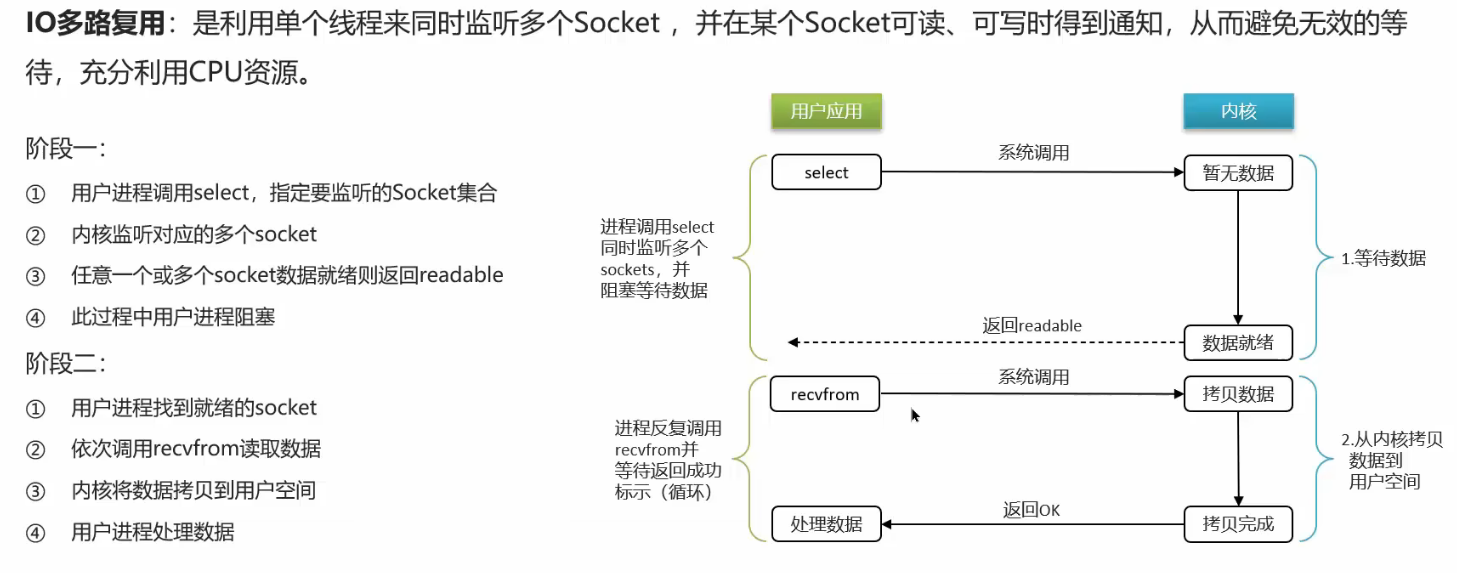 IO多路复用：是利用单个线程来同时监听多个Socket ，并在某个Socket可读、可写时得到通知，从而避免无效的等
待，充分利用CPU资源。
阶段一：
① 用户进程调用select，指定要监听的Socket集合
② 内核监听对应的多个socket
③ 任意一个或多个socket数据就绪则返回readable
④ 此过程中用户进程阻塞
阶段二：
① 用户进程找到就绪的socket
② 依次调用recvfrom读取数据
③ 内核将数据拷贝到用户空间
④ 用户进程处理数据
用户应用
内核
select
系统调用
暂无数据
进程调用select
同时监听多个
sockets，并
阻塞等待数据
1.等待数据
返回readable
数据就绪
recvfrom
系统调用
拷贝数据
进程反复调用
recvfrom并
等待返回成功
标示（循环）
2.从内核拷贝
数据到
用户空间
处理数据
返回OK
拷贝完成